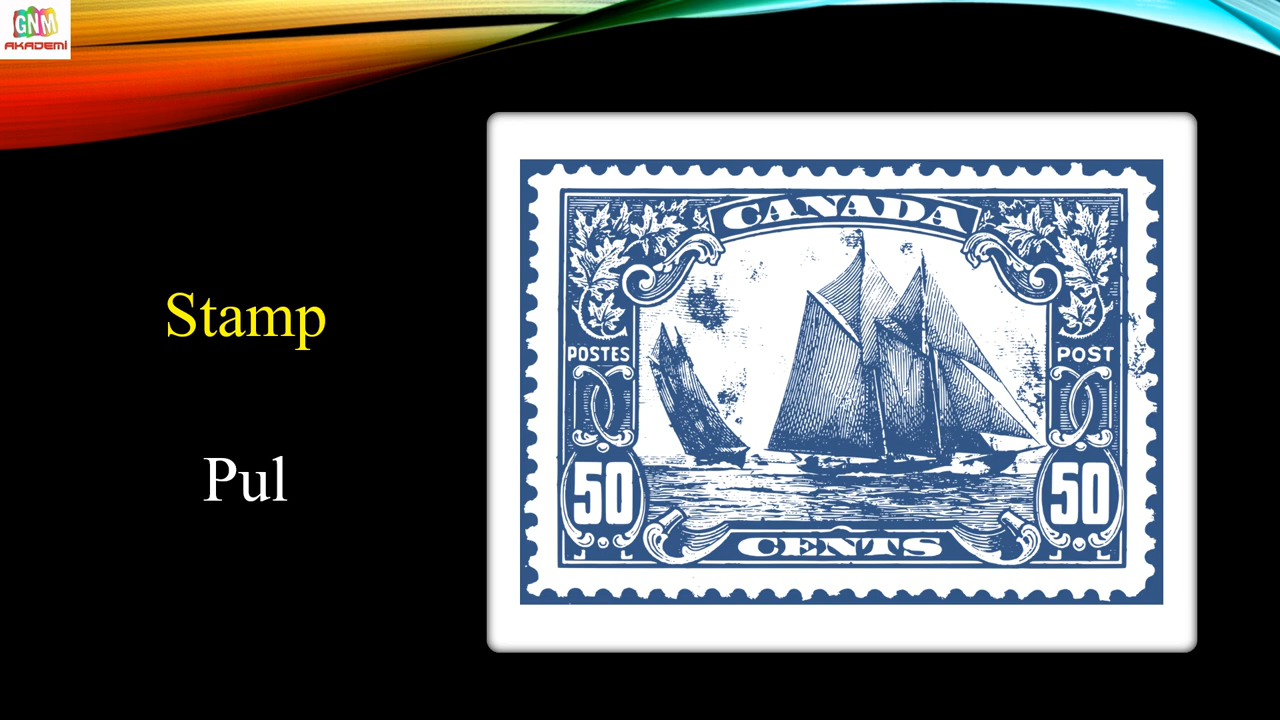 GNM
AKADEMİ
Stamp
Pul
CANADA
POSTES
POST
50
50
CENTS